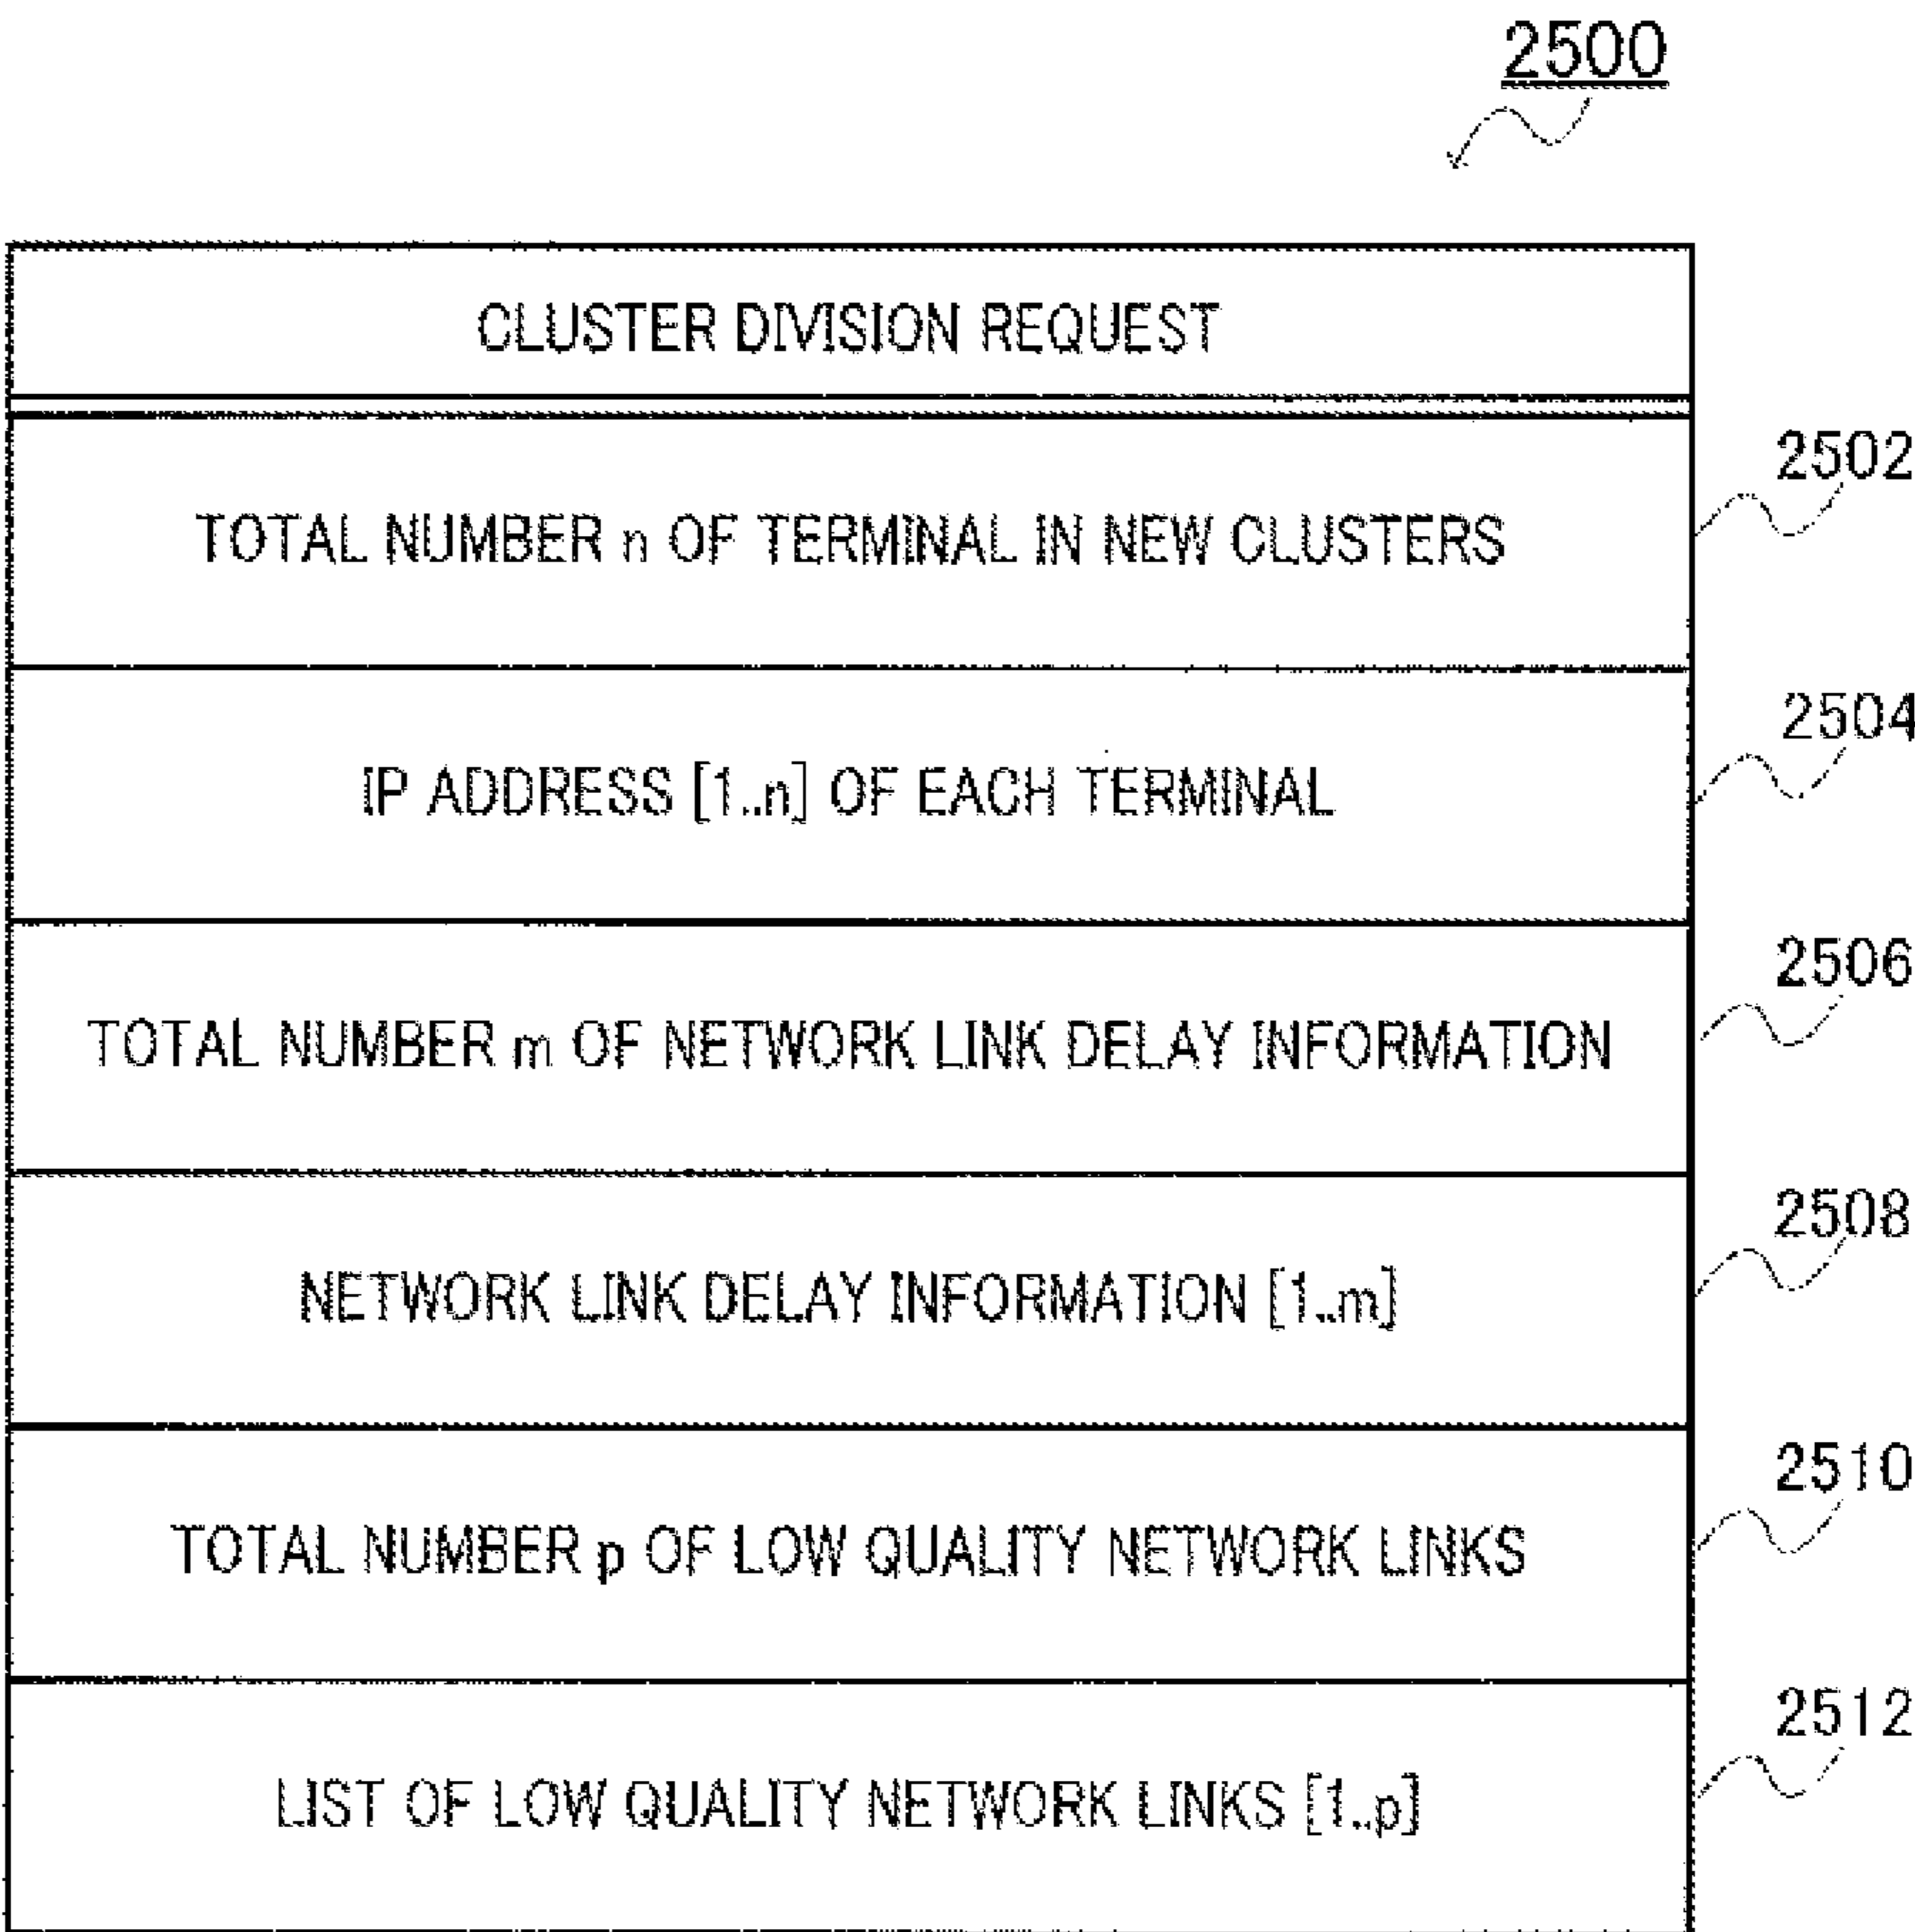 2500
CLUSTER DIVISION REQUEST
2502
TOTAL NUMBER n OF TERMINAL IN NEW CLUSTERS
2504
IP ADDRESS [1..n] OF EACH TERMINAL
2506
TOTAL NUMBER m OF NETWORK LINK DELAY INFORMATION
2508
NETWORK LINK DELAY INFORMATION [1..m]
2510
TOTAL NUMBER p OF LOW QUALITY NETWORK LINKS
2512
LIST OF LOW QUALITY NETWORK LINKS [1..p]